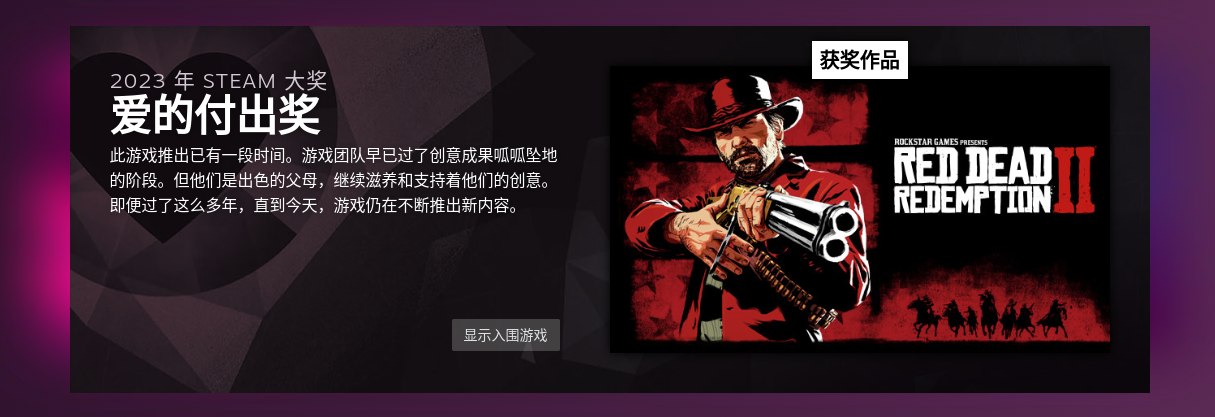 2023 年 STEAM 大奖
爱的付出奖
此游戏推出已有一段时间。游戏团队早已过了创意成果呱呱坠地
的阶段。但他们是出色的父母，继续滋养和支持着他们的创意。
即便过了这么多年，直到今天，游戏仍在不断推出新内容。
显示入围游戏
获奖作品
ROCKSTAR GAMES PRESENTS
RED DEAD
REDEMPTION II